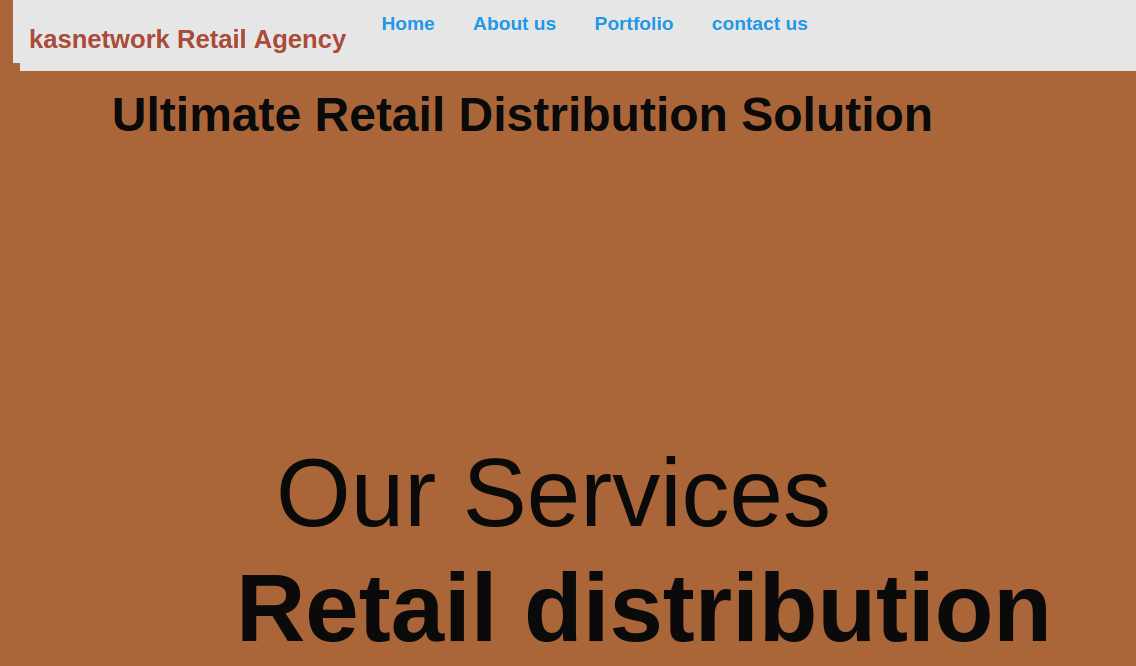 kasnetwork Retail Agency
Home About us Portfolio contact us
Ultimate Retail Distribution Solution
Our Services
Retail distribution